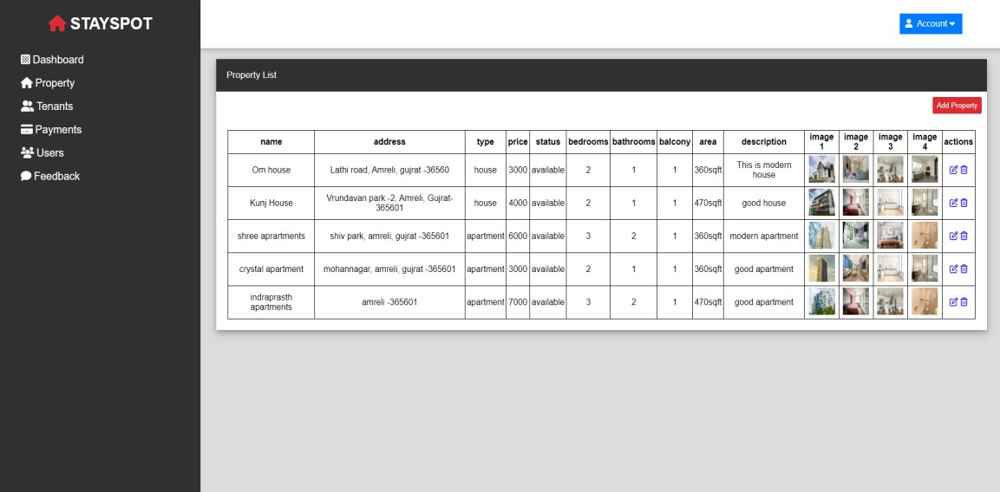 STAYSPOT
Account
Dashboard
Property
Tenants
Payments
Users
Feedback
Property List
Add Property
name address type price status bedrooms bathrooms balcony area description image 1 image 2 image 3 image 4 actions
Om house Lathi road, Amreli, gujrat -36560 house 3000 available 2 1 1 360sqft This is modern house
Kunj House Vrundavan park -2, Amreli, Gujrat-365601 house 4000 available 2 1 1 470sqft good house
shree aprartments shiv park, amreli, gujrat -365601 apartment 6000 available 3 2 1 360sqft modern apartment
crystal apartment mohannagar, amreli, gujrat -365601 apartment 3000 available 2 1 1 360sqft good apartment
indraprasth apartments amreli -365601 apartment 7000 available 3 2 1 470sqft good apartment